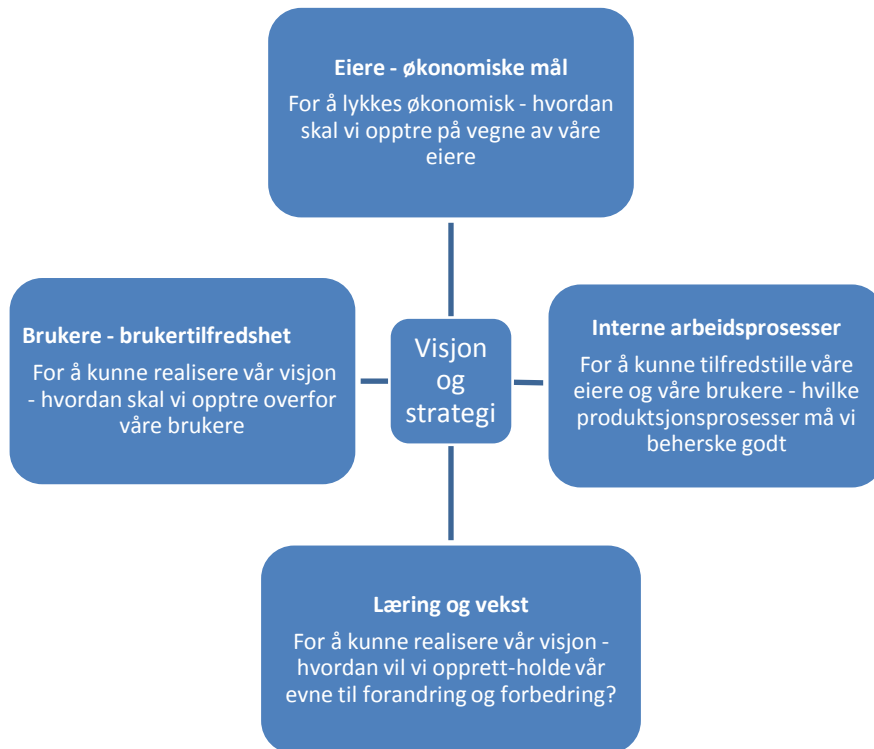 Eiere - økonomiske mål
For å lykkes økonomisk - hvordan
skal vi opptre på vegne av våre
eiere
Brukere - brukertilfredshet
For å kunne realisere vår visjon
- hvordan skal vi opptre overfor
våre brukere
Visjon
og
strategi
Interne arbeidsprosesser
For å kunne tilfredstille våre
eiere og våre brukere - hvilke
produktsjonsprosesser må vi
beherske godt
Læring og vekst
For å kunne realisere vår visjon -
hvordan vil vi opprett-holde vår
evne til forandring og forbedring?